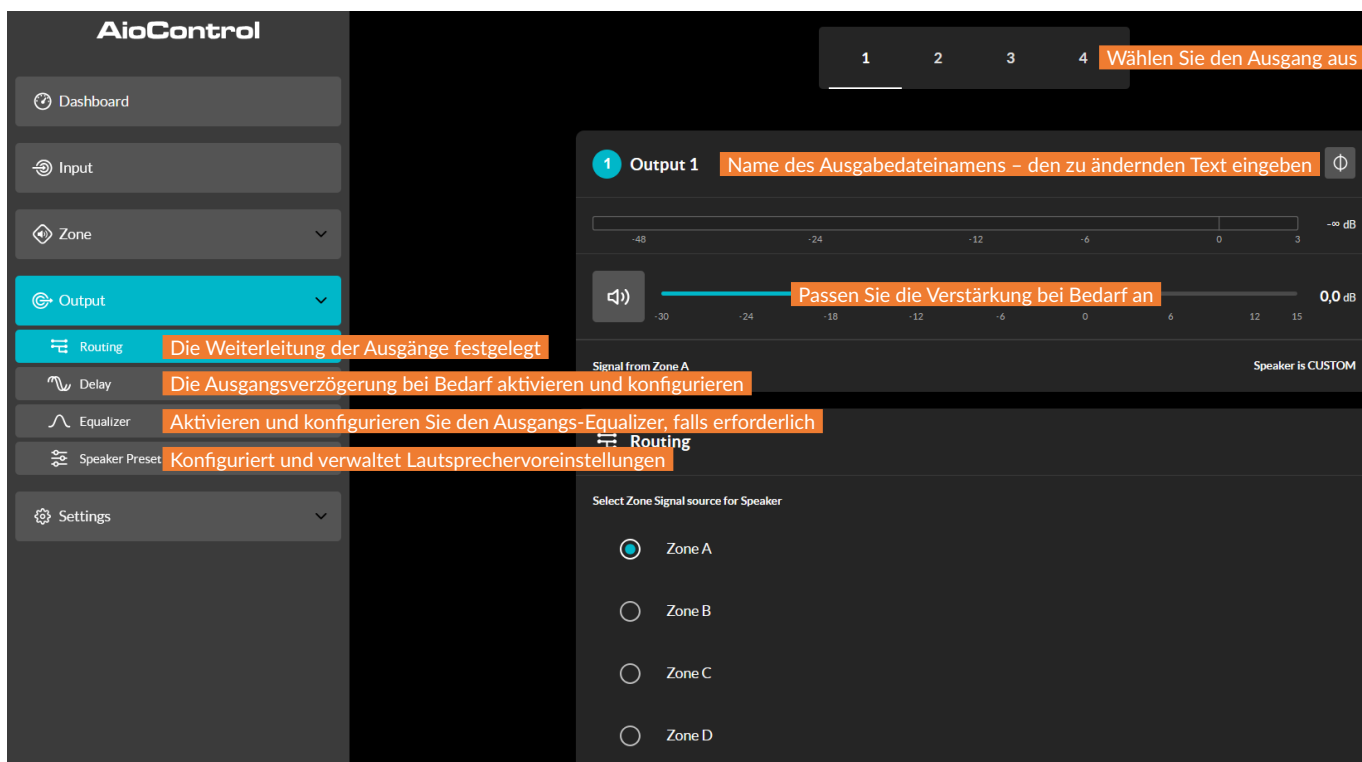 AioControl
1 2 3 4 Wählen Sie den Ausgang aus
Dashboard
Input
Zone
Output
Routing Die Weiterleitung der Ausgänge festgelegt
Delay Die Ausgangsverzögerung bei Bedarf aktivieren und konfigurieren
Equalizer Aktivieren und konfigurieren Sie den Ausgangs-Equalizer, falls erforderlich
Speaker Preset Konfiguriert und verwaltet Lautsprechervoreinstellungen
Settings
1 Output 1 Name des Ausgabedateinamens – den zu ändernden Text eingeben
-∞ dB
-48 -24 -12 -6 0 3
Passen Sie die Verstärkung bei Bedarf an 0,0 dB
-30 -24 -18 -12 -6 0 6 12 15
Signal from Zone A Speaker is CUSTOM
Routing
Select Zone Signal source for Speaker
Zone A
Zone B
Zone C
Zone D